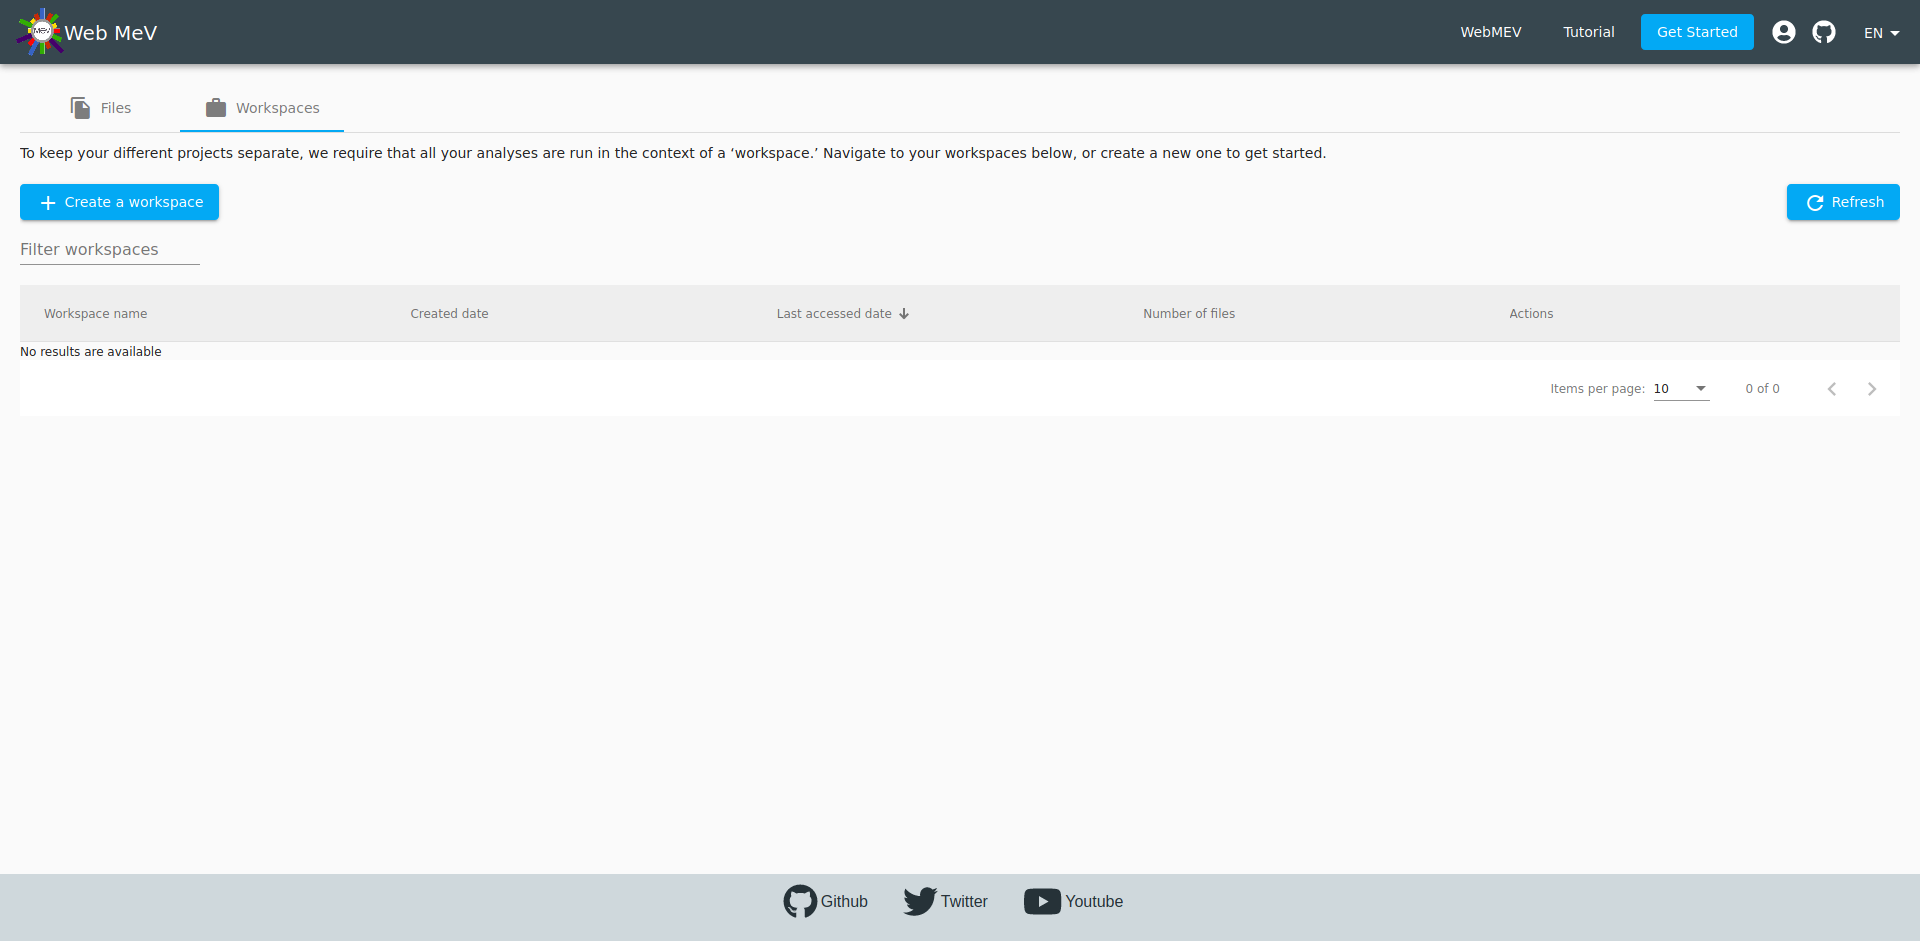 MEV
Web MeV
WebMEV
Tutorial
Get Started
EN
Files
Workspaces
To keep your different projects separate, we require that all your analyses are run in the context of a ‘workspace.’ Navigate to your workspaces below, or create a new one to get started.
Create a workspace
Refresh
Filter workspaces
Workspace name
Created date
Last accessed date
Number of files
Actions
No results are available
Items per page:
10
0 of 0
Github
Twitter
Youtube